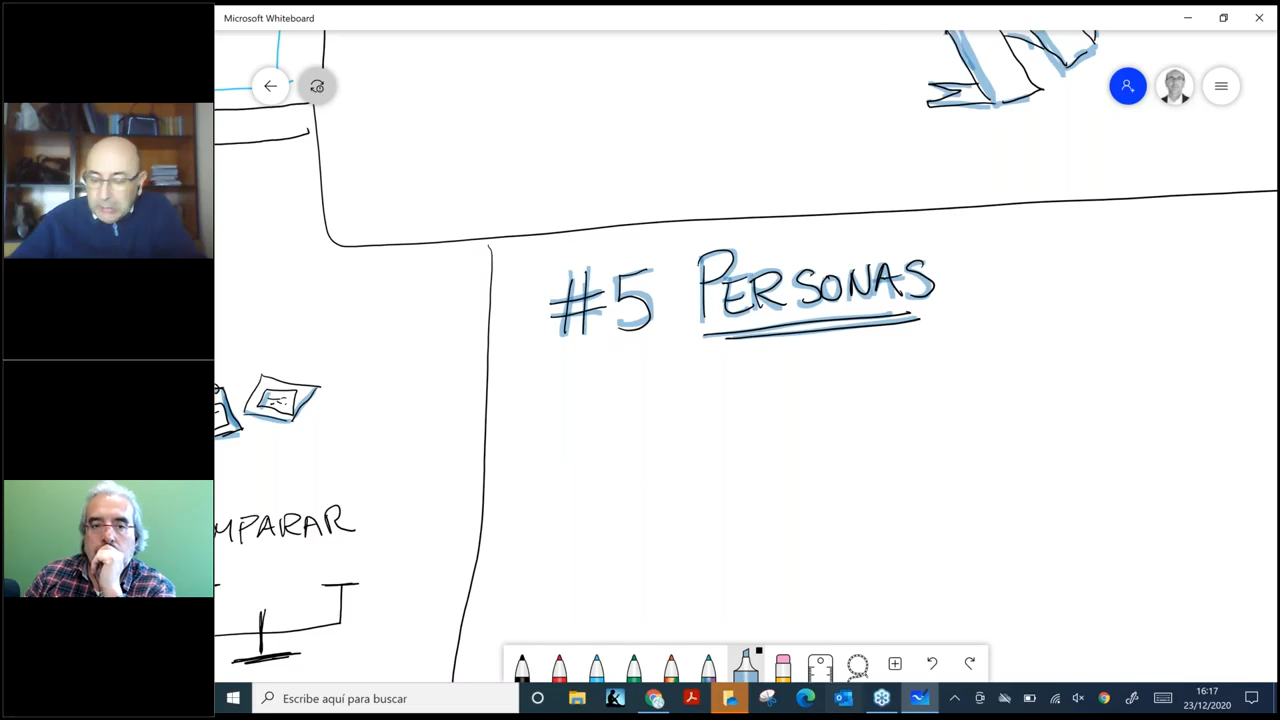 Microsoft Whiteboard
#5 PERSONAS
MPARAR
Escribe aquí para buscar
16:17
23/12/2020